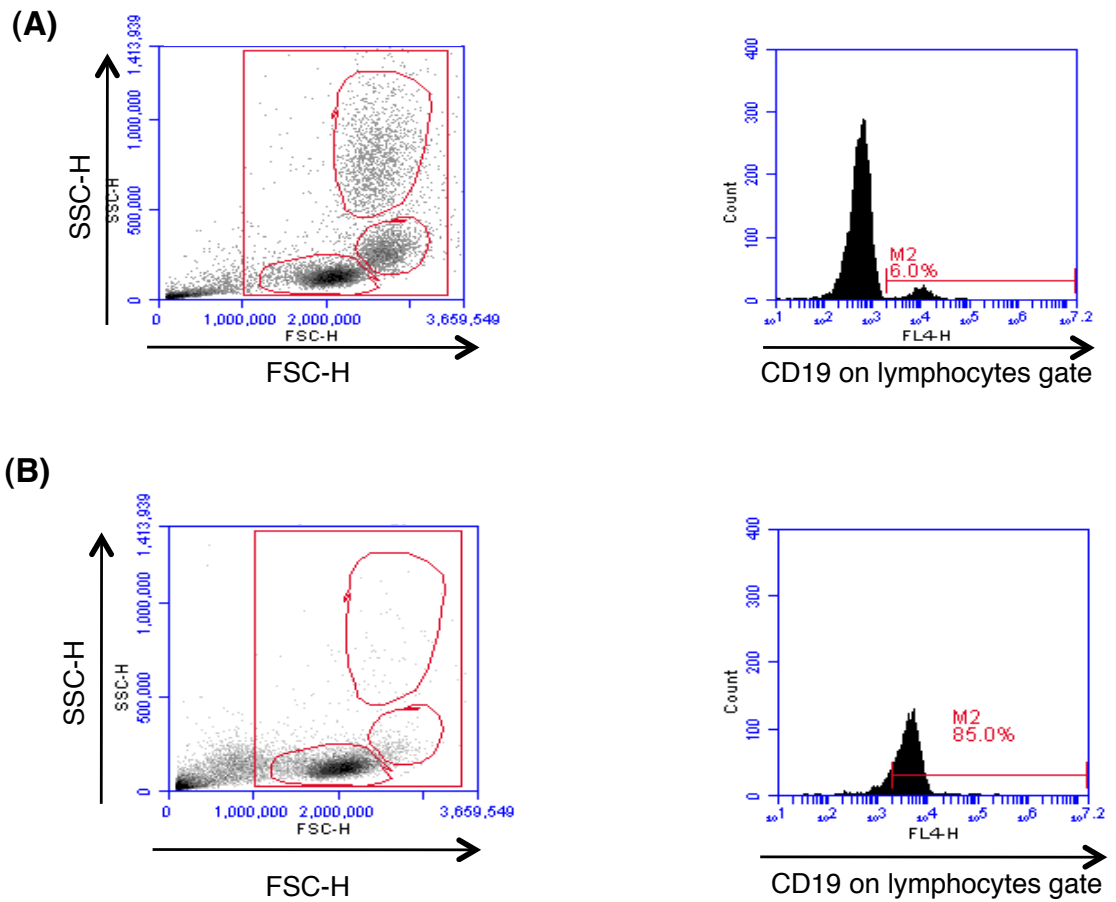 (A)
1,413,939
1,000,000
500,000
0
SSC-H
SSC-H
0
1,000,000
2,000,000
3,659,549
FSC-H
FSC-H
400
300
200
100
0
Count
M2
6.0%
10^1
10^2
10^3
10^4
10^5
10^6
10^7.2
FL4-H
CD19 on lymphocytes gate
(B)
1,413,939
1,000,000
500,000
0
SSC-H
SSC-H
0
1,000,000
2,000,000
3,659,549
FSC-H
FSC-H
400
300
200
100
0
Count
M2
85.0%
10^1
10^2
10^3
10^4
10^5
10^6
10^7.2
FL4-H
CD19 on lymphocytes gate